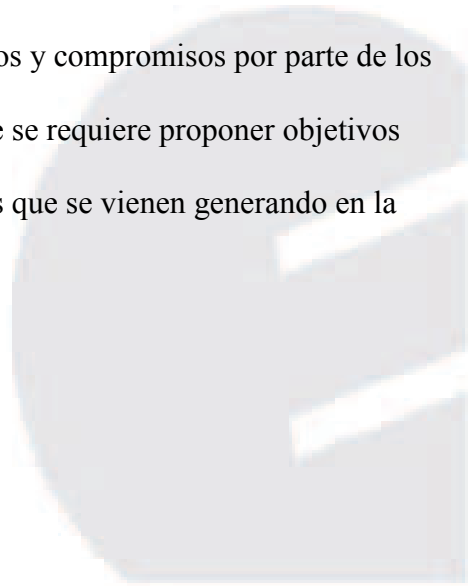 os y compromisos por parte de los
se requiere proponer objetivos
s que se vienen generando en la